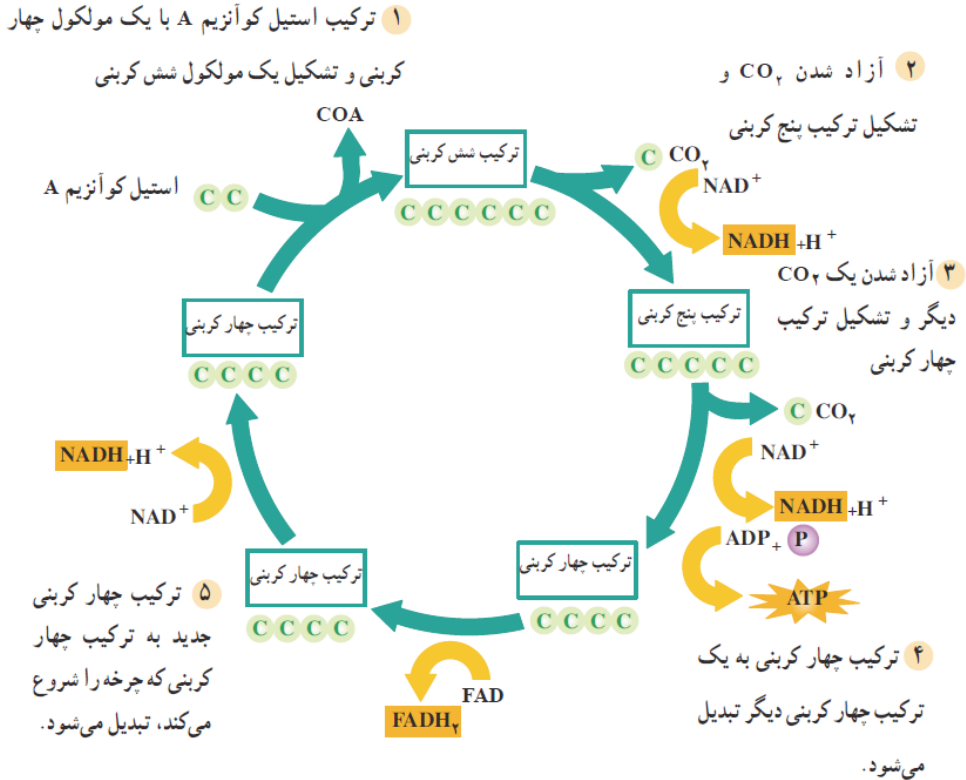 ۱ ترکیب استیل کوآنزیم A با یک مولکول چهار
کربنی و تشکیل یک مولکول شش کربنی
۲ آزاد شدن CO۲ و
تشکیل ترکیب پنج کربنی
COA
ترکیب شش کربنی
C CO۲
NAD+
NADH +H+
استیل کوآنزیم A
C C
C C C C C C
۳ آزاد شدن یک CO۲
دیگر و تشکیل ترکیب
چهار کربنی
ترکیب پنج کربنی
C C C C C
ترکیب چهار کربنی
C C C C
C CO۲
NAD+
NADH +H+
ADP + P
ATP
NADH +H+
NAD+
ترکیب چهار کربنی
C C C C
ترکیب چهار کربنی
C C C C
FAD
FADH۲
۴ ترکیب چهار کربنی به یک
ترکیب چهار کربنی دیگر تبدیل
می‌شود.
۵ ترکیب چهار کربنی
جدید به ترکیب چهار
کربنی که چرخه را شروع
می‌کند، تبدیل می‌شود.